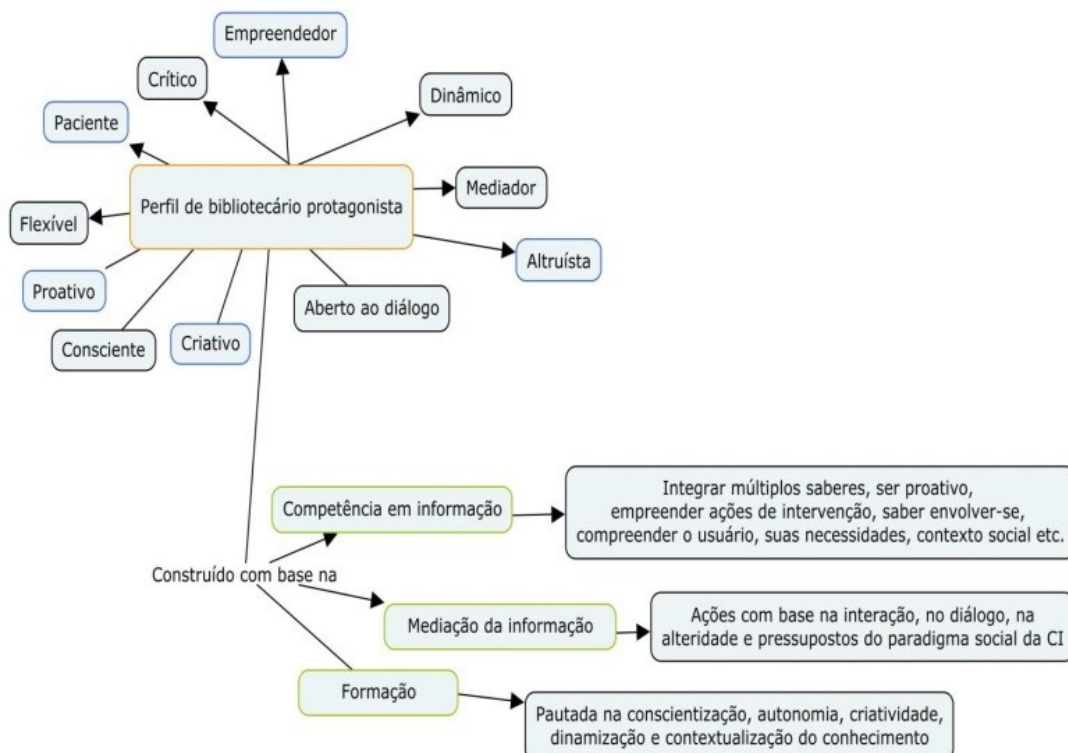 Empreendedor
Crítico
Dinâmico
Paciente
Perfil de bibliotecário protagonista
Mediador
Flexível
Altruísta
Proativo
Aberto ao diálogo
Consciente
Criativo
Competência em informação
Integrar múltiplos saberes, ser proativo,
empreender ações de intervenção, saber envolver-se,
compreender o usuário, suas necessidades, contexto social etc.
Construído com base na
Mediação da informação
Ações com base na interação, no diálogo, na
alteridade e pressupostos do paradigma social da CI
Formação
Pautada na conscientização, autonomia, criatividade,
dinamização e contextualização do conhecimento